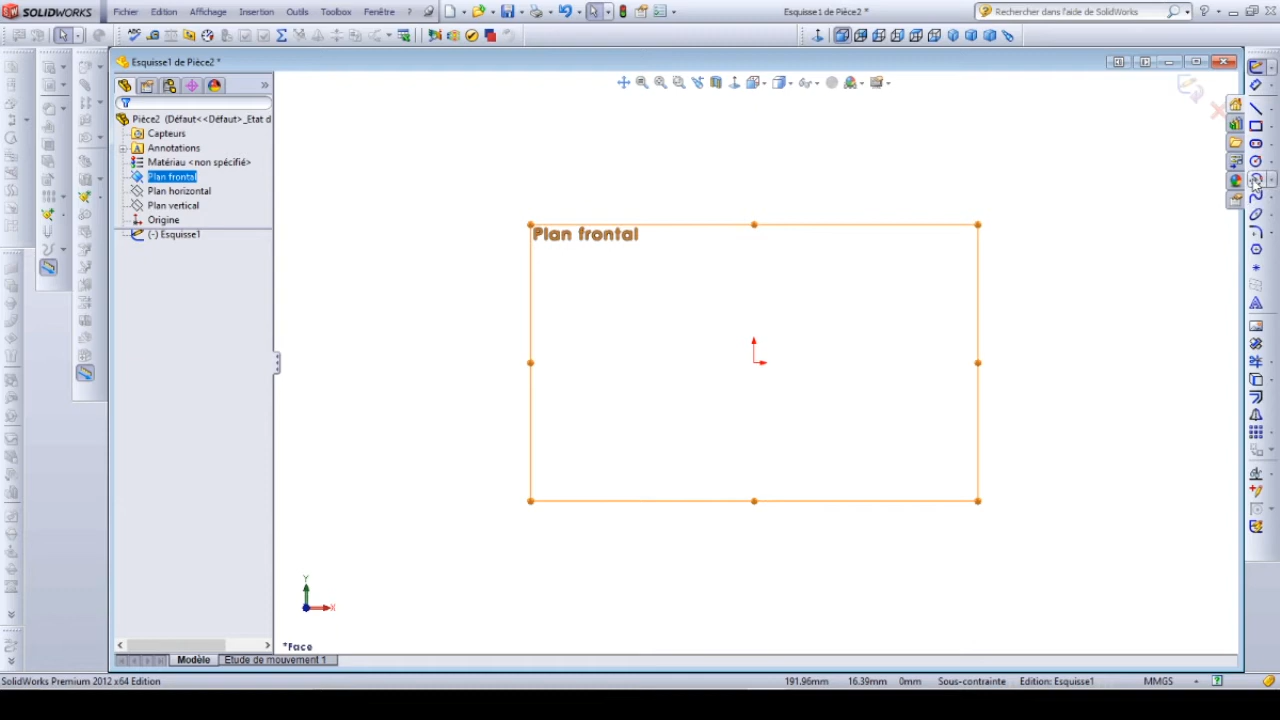 SOLIDWORKS
Fichier Edition Affichage Insertion Outils Toolbox Fenêtre ?
Esquisse1 de Pièce2 *
Rechercher dans l'aide de SolidWorks
Esquisse1 de Pièce2 *
Pièce2 (Défaut<<Défaut>_Etat d
Capteurs
Annotations
Matériau <non spécifié>
Plan frontal
Plan horizontal
Plan vertical
Origine
(-) Esquisse1
Plan frontal
Y
X
*Face
Modèle
Etude de mouvement 1
SolidWorks Premium 2012 x64 Edition
191.96mm 16.39mm 0mm Sous-contrainte Edition: Esquisse1 MMGS